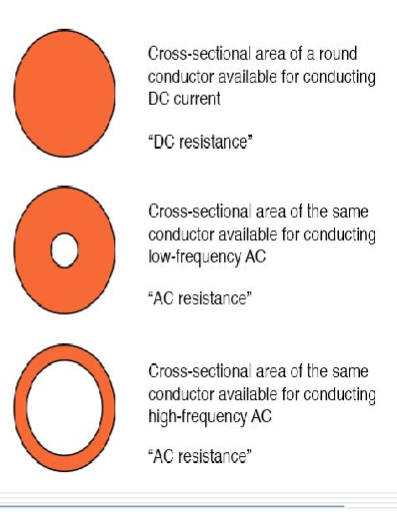 Cross-sectional area of a round
conductor available for conducting
DC current
“DC resistance”
Cross-sectional area of the same
conductor available for conducting
low-frequency AC
“AC resistance”
Cross-sectional area of the same
conductor available for conducting
high-frequency AC
“AC resistance”